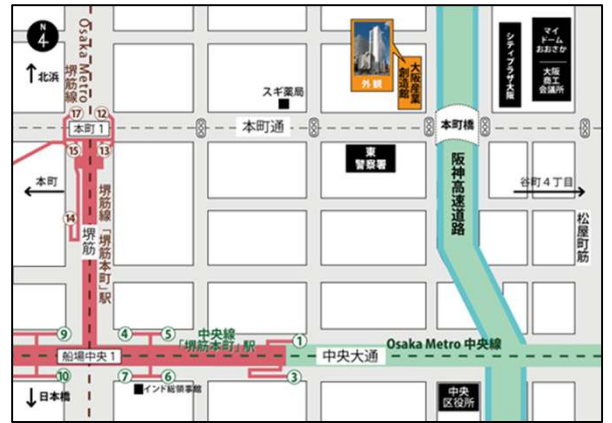 N
4
Osaka Metro
堺筋線
↑北浜
⑰
⑫
本町1
⑮
⑬
本町
←
⑭
堺筋
堺筋線「堺筋本町」駅
スギ薬局
本町通
外観
大阪産業
創造館
本町橋
シティプラザ大阪
マイ
ドーム
おおさか
大阪
商工
会議所
東
警察署
阪神高速道路
谷町4丁目
→
松屋町筋
⑨
④
⑤
中央線
「堺筋本町」駅
①
船場中央1
中央大通
Osaka Metro 中央線
⑩
⑦
⑥
③
↓日本橋
インド総領事館
中央
区役所